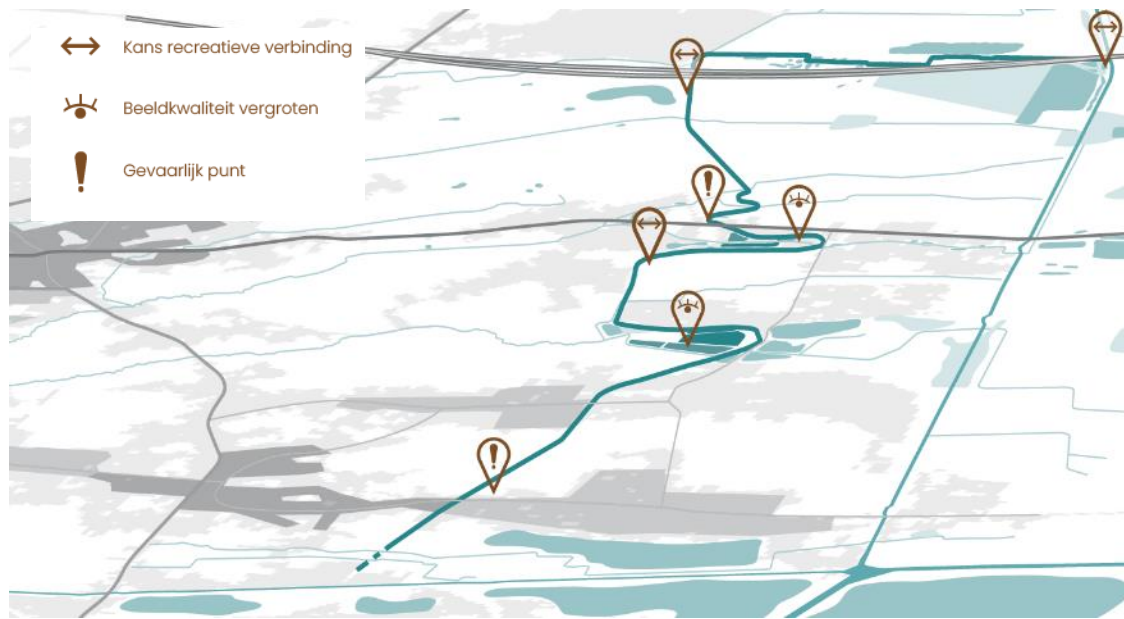 Kans recreatieve verbinding
Beeldkwaliteit vergroten
Gevaarlijk punt